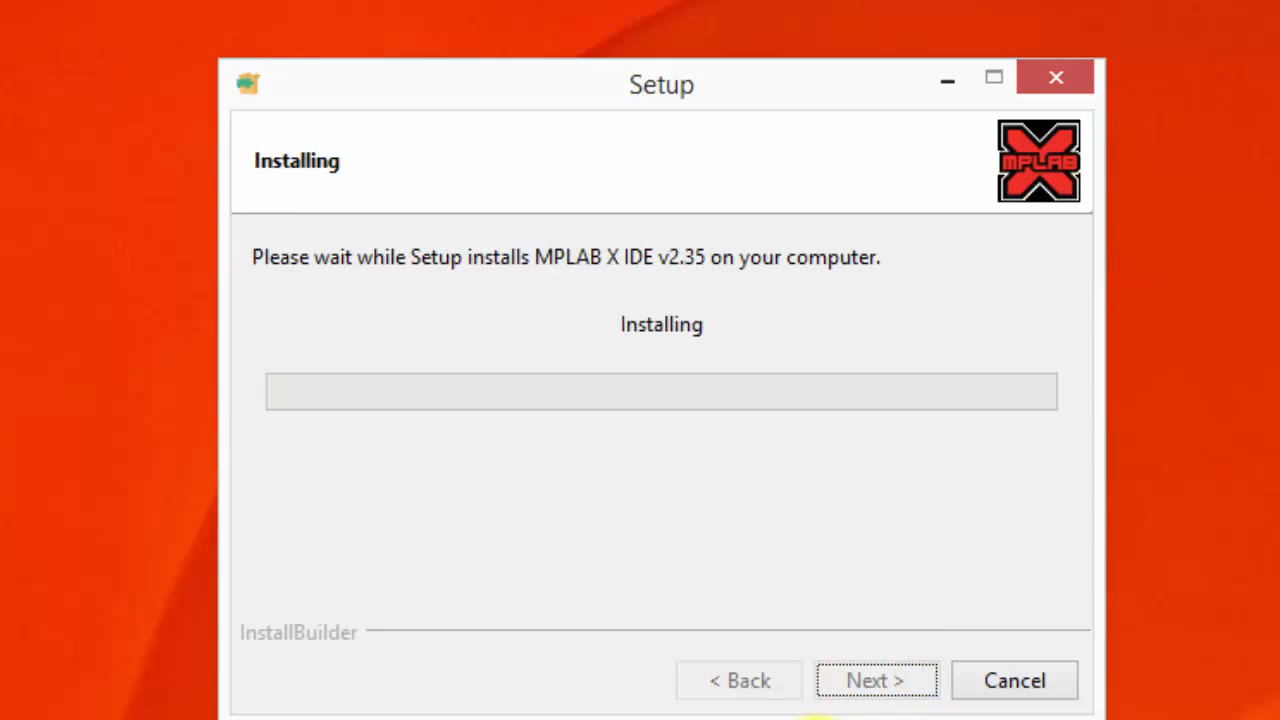 Setup
Installing
MPLAB
Please wait while Setup installs MPLAB X IDE v2.35 on your computer.
Installing
InstallBuilder
< Back
Next >
Cancel